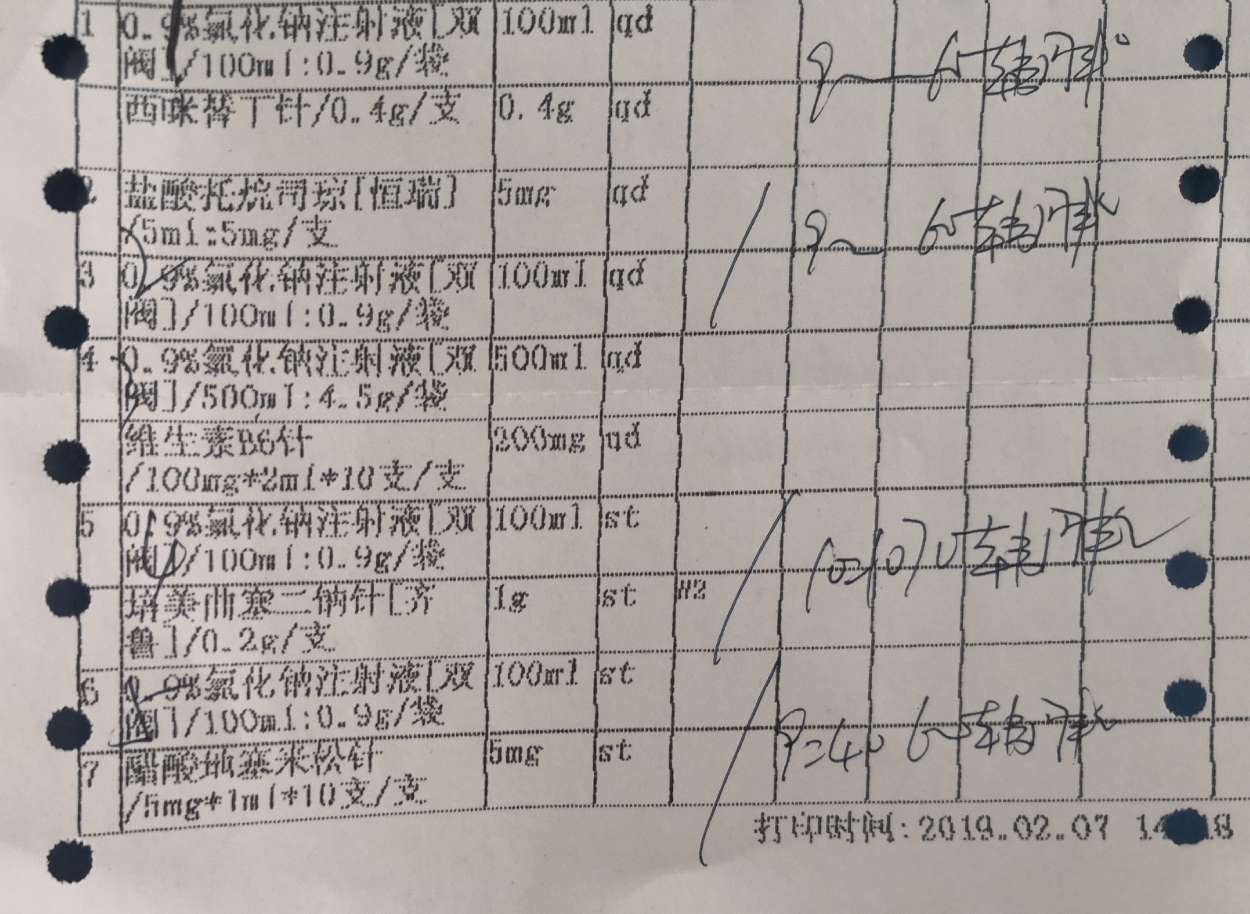 1 0.9%氯化钠注射液[双 100ml qd
阀]/100ml:0.9g/袋
西咪替丁针/0.4g/支 0.4g qd
2 盐酸托烷司琼[恒瑞] 5mg qd
/5ml:5mg/支
3 0.9%氯化钠注射液[双 100ml qd
阀]/100ml:0.9g/袋
4 0.9%氯化钠注射液[双 500ml qd
阀]/500ml:4.5g/袋
维生素B6针 200mg qd
/100mg*2ml*10支/支
5 0.9%氯化钠注射液[双 100ml st
阀]/100ml:0.9g/袋
培美曲塞二钠针[齐 1g st #2
鲁]/0.2g/支
6 0.9%氯化钠注射液[双 100ml st
阀]/100ml:0.9g/袋
7 醋酸地塞米松针 5mg st
/5mg*1ml*10支/支
打印时间:2019.02.07